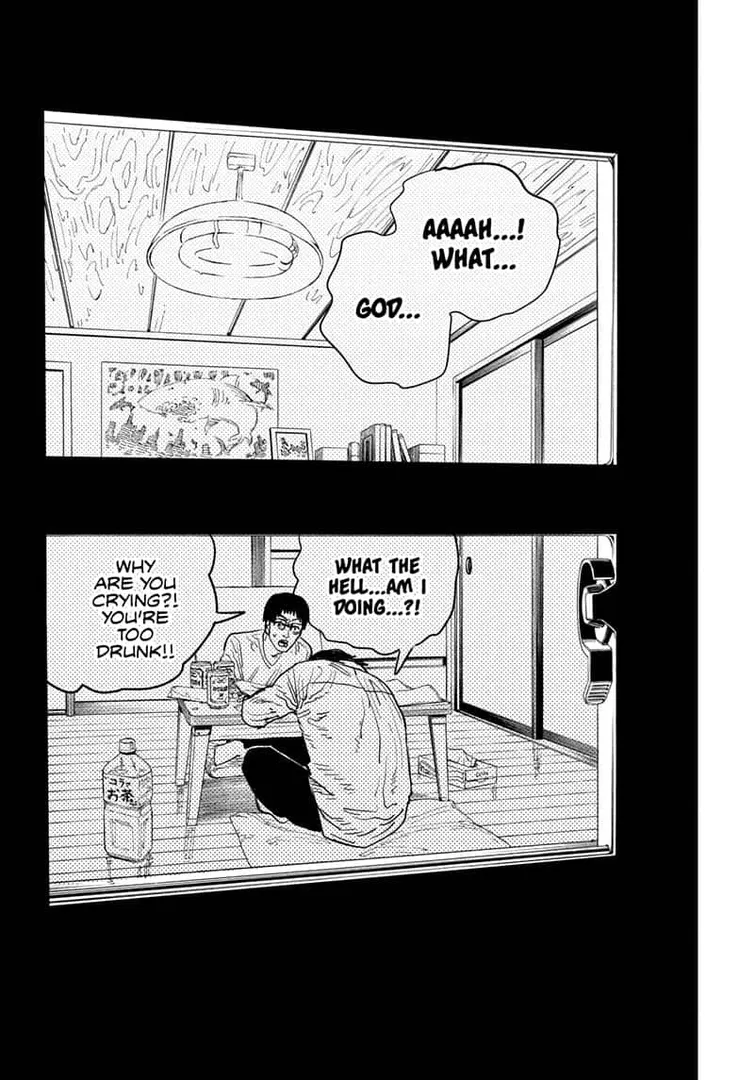 AAAAH...!
WHAT...
GOD...
WHAT THE
HELL...AM I
DOING...?!
WHY
ARE YOU
CRYING?!
YOU'RE
TOO
DRUNK!!
お茶